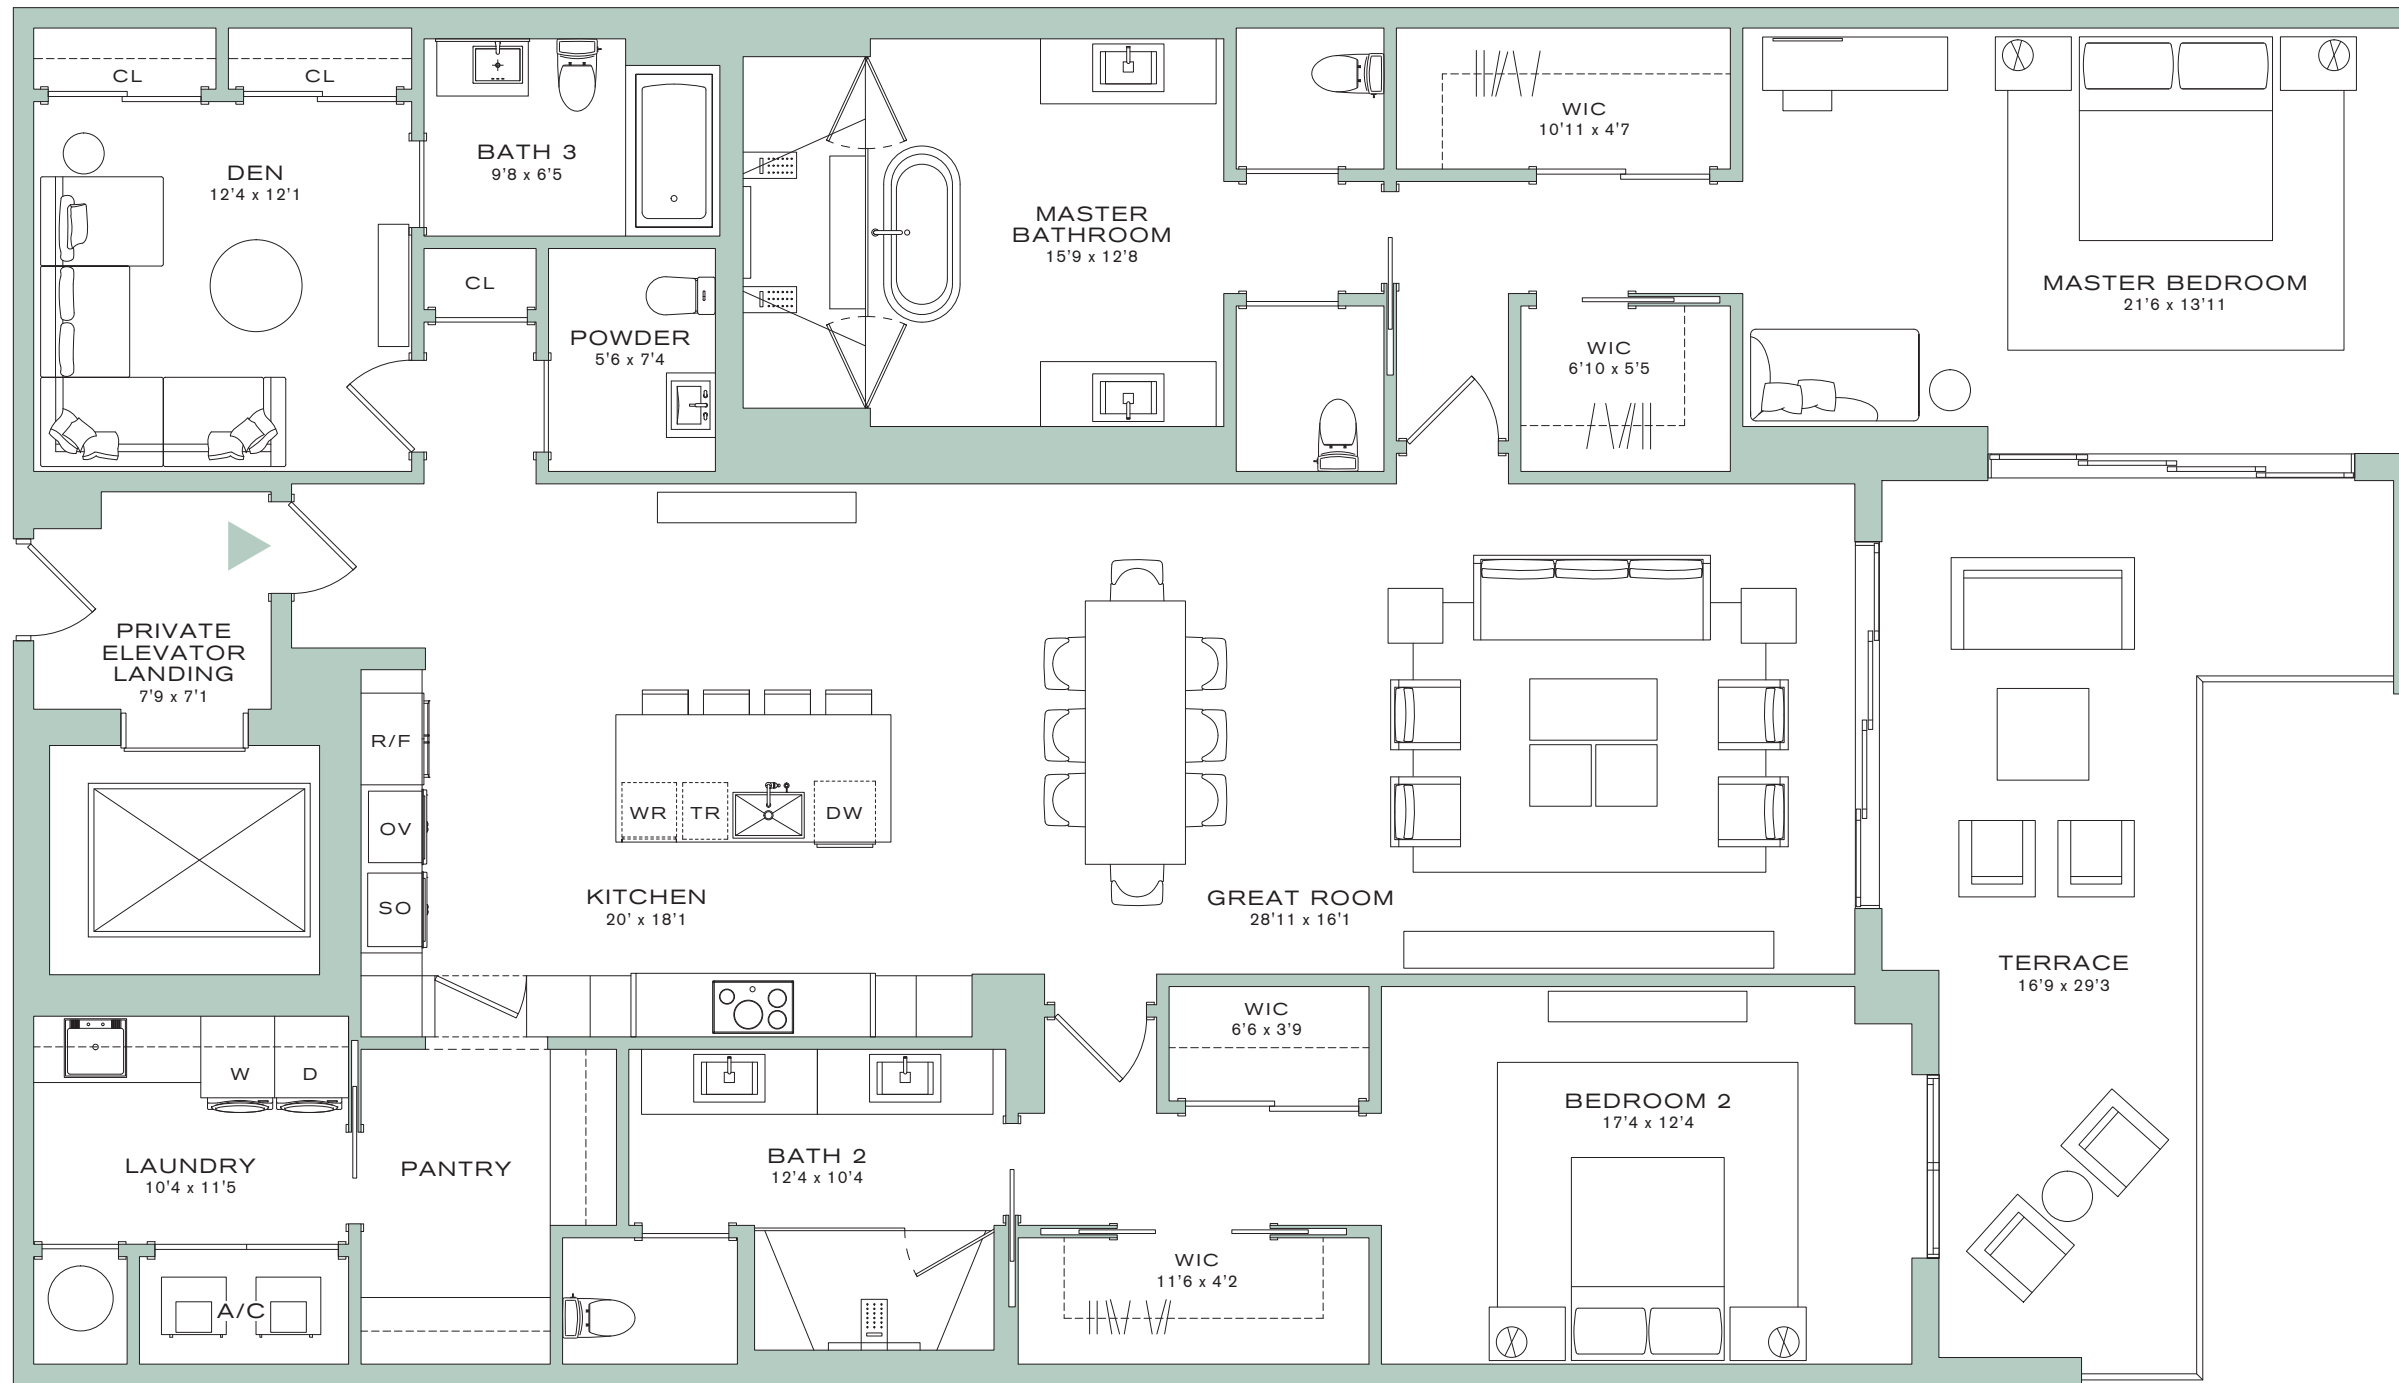 CL
CL
DEN
12'4 x 12'1
BATH 3
9'8 x 6'5
CL
POWDER
5'6 x 7'4
MASTER
BATHROOM
15'9 x 12'8
WIC
10'11 x 4'7
WIC
6'10 x 5'5
MASTER BEDROOM
21'6 x 13'11
PRIVATE
ELEVATOR
LANDING
7'9 x 7'1
R/F
OV
SO
WR
TR
DW
KITCHEN
20' x 18'1
GREAT ROOM
28'11 x 16'1
TERRACE
16'9 x 29'3
W
D
LAUNDRY
10'4 x 11'5
A/C
PANTRY
BATH 2
12'4 x 10'4
WIC
6'6 x 3'9
WIC
11'6 x 4'2
BEDROOM 2
17'4 x 12'4